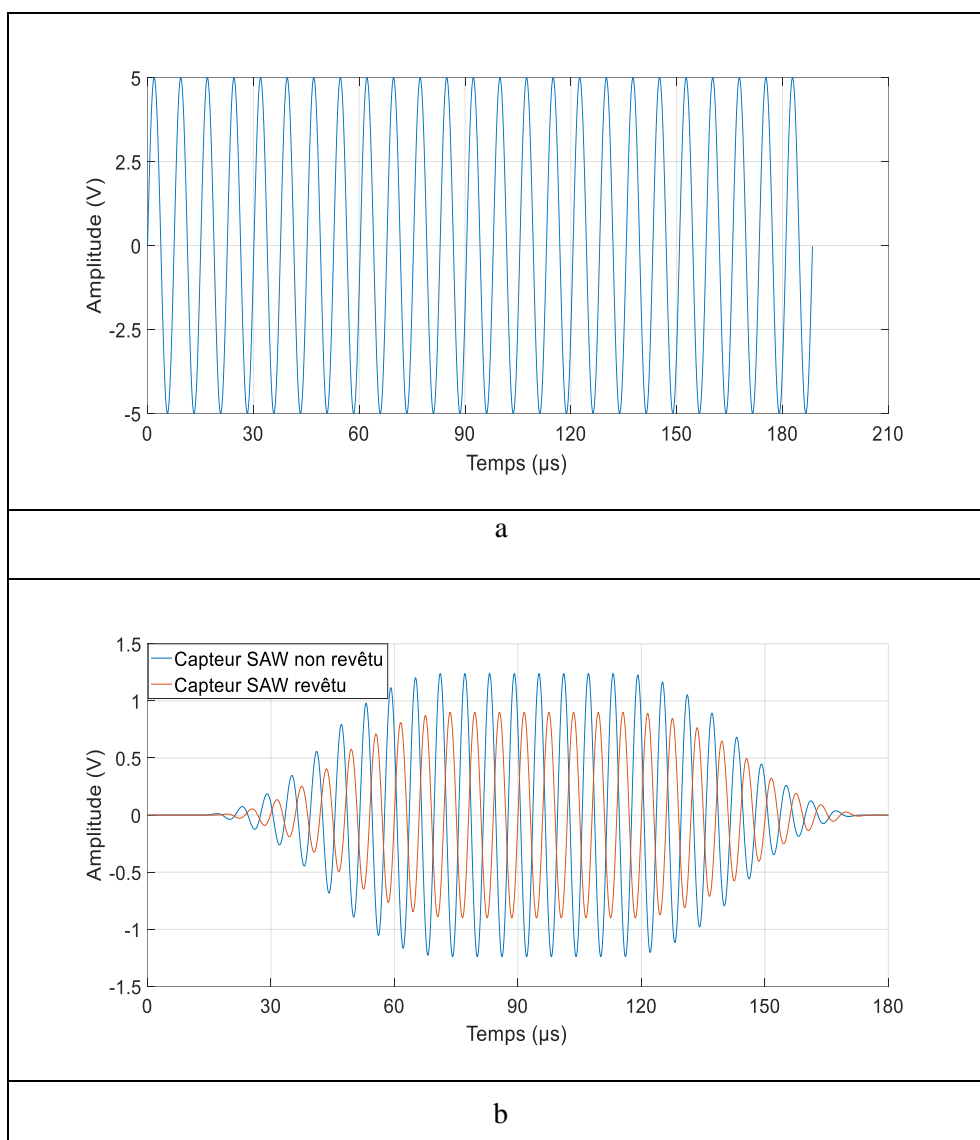 5
2.5
0
-2.5
-5
Amplitude (V)
0 30 60 90 120 150 180 210
Temps (µs)
a
1.5
1
0.5
0
-0.5
-1
-1.5
Amplitude (V)
Capteur SAW non revêtu
Capteur SAW revêtu
0 30 60 90 120 150 180
Temps (µs)
b